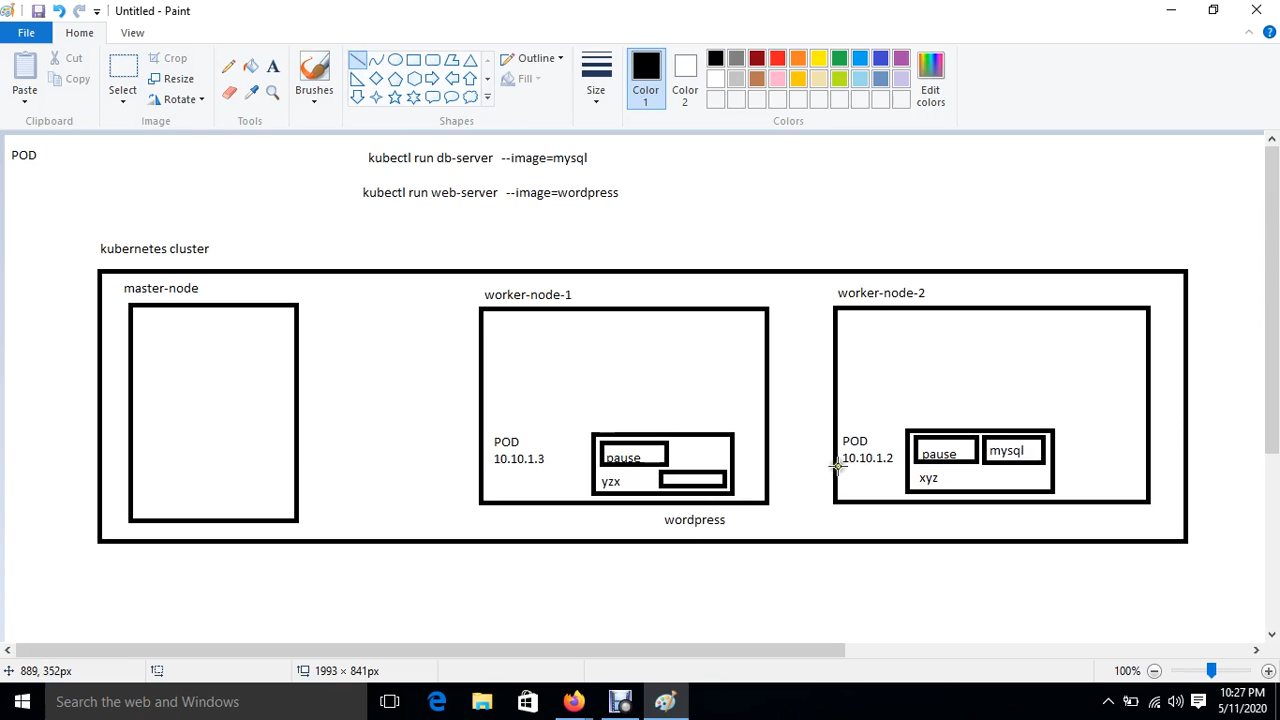 Untitled - Paint
File
Home
View
Paste
Cut
Copy
Clipboard
Select
Crop
Resize
Rotate
Image
A
Tools
Brushes
Shapes
Outline
Fill
Size
Color
1
Color
2
Edit
colors
Colors
POD
kubectl run db-server --image=mysql
kubectl run web-server --image=wordpress
kubernetes cluster
master-node
worker-node-1
POD
10.10.1.3
pause
yzx
wordpress
worker-node-2
POD
10.10.1.2
pause
mysql
xyz
889, 352px
1993 × 841px
100%
Search the web and Windows
10:27 PM
5/11/2020